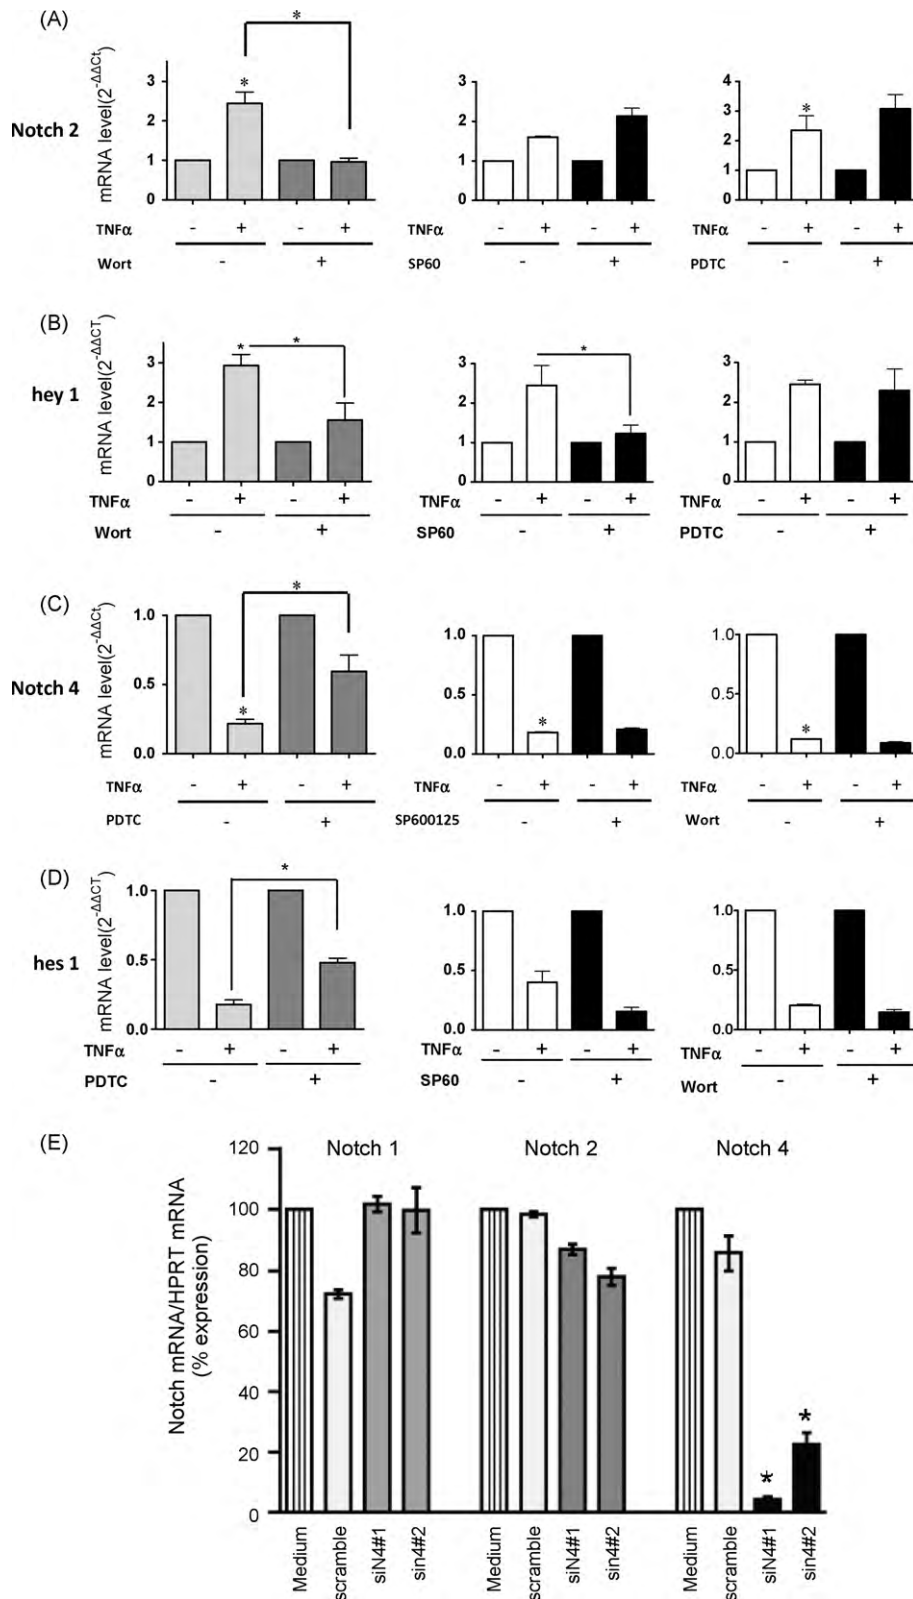 (A)
*
Notch 2
mRNA level(2^-ΔΔCt)
3
2
1
0
*
3
2
1
0
4
3
2
1
0
*
TNFα - + - +
TNFα - + - +
TNFα - + - +
Wort - +
SP60 - +
PDTC - +
(B)
hey 1
mRNA level(2^-ΔΔCT)
3
2
1
0
* *
3
2
1
0
*
3
2
1
0
TNFα - + - +
TNFα - + - +
TNFα - + - +
Wort - +
SP60 - +
PDTC - +
(C)
Notch 4
mRNA level(2^-ΔΔCt)
1.0
0.5
0.0
*
*
1.0
0.5
0.0
*
1.0
0.5
0.0
*
TNFα - + - +
TNFα - + - +
TNFα - + - +
PDTC - +
SP600125 - +
Wort - +
(D)
hes 1
mRNA level(2^-ΔΔCT)
1.0
0.5
0.0
*
1.0
0.5
0.0
1.0
0.5
0.0
TNFα - + - +
TNFα - + - +
TNFα - + - +
PDTC - +
SP60 - +
Wort - +
(E)
Notch mRNA/HPRT mRNA
(% expression)
120
100
80
60
40
20
0
Notch 1 Notch 2 Notch 4
* *
Medium scramble siN4#1 sin4#2
Medium scramble siN4#1 sin4#2
Medium scramble siN4#1 sin4#2